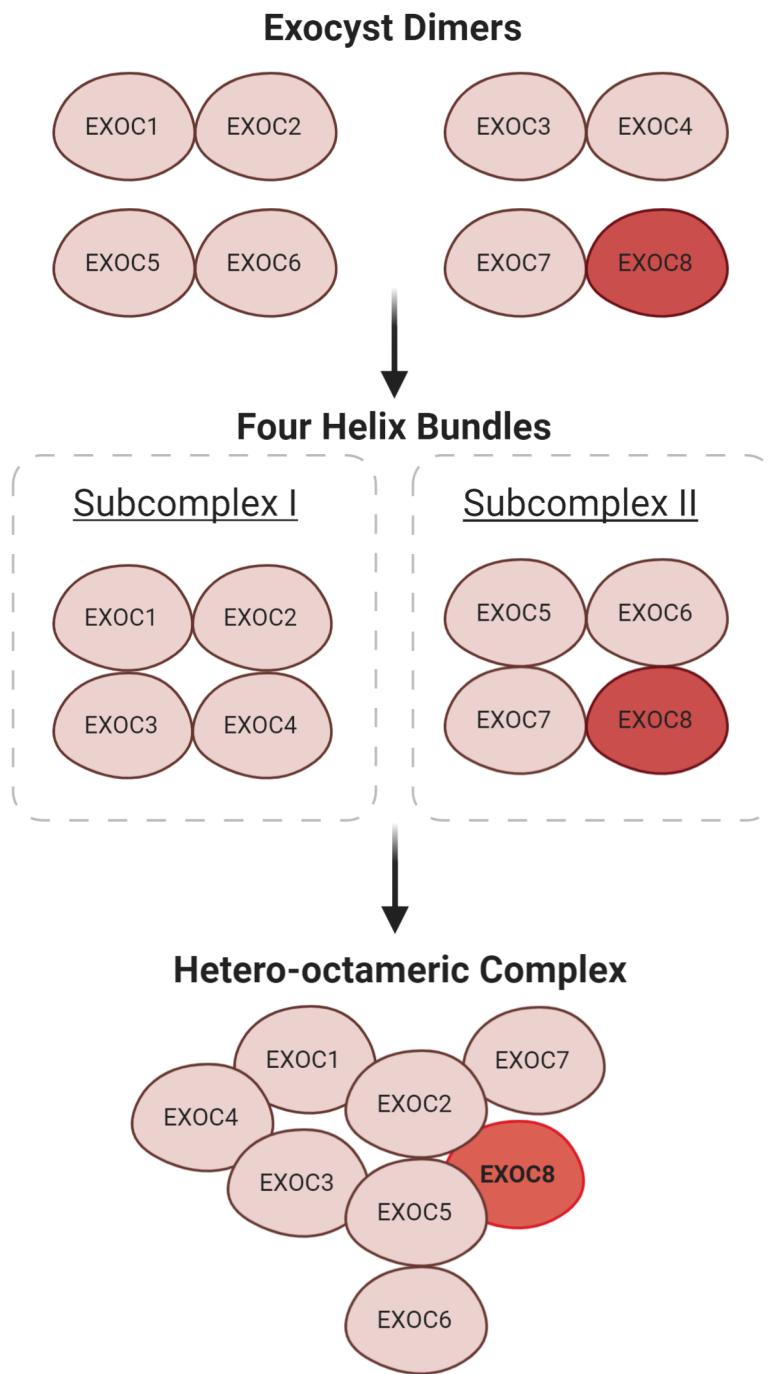 Exocyst Dimers
EXOC1 EXOC2 EXOC3 EXOC4
EXOC5 EXOC6 EXOC7 EXOC8
Four Helix Bundles
Subcomplex I
EXOC1 EXOC2
EXOC3 EXOC4
Subcomplex II
EXOC5 EXOC6
EXOC7 EXOC8
Hetero-octameric Complex
EXOC1 EXOC7
EXOC4 EXOC2
EXOC3 EXOC8
EXOC5
EXOC6